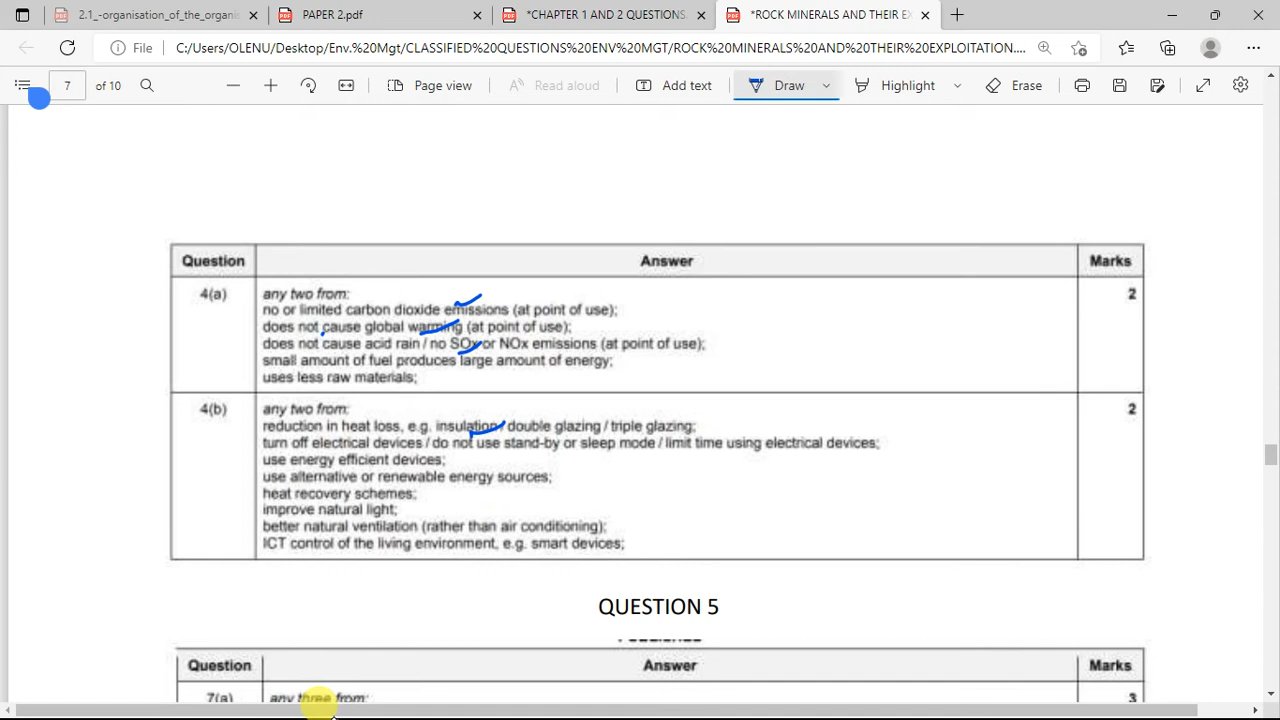 2.1_-organisation_of_the_organis
PAPER 2.pdf
*CHAPTER 1 AND 2 QUESTIONS.
*ROCK MINERALS AND THEIR EX
File
C:/Users/OLENU/Desktop/Env.%20Mgt/CLASSIFIED%20QUESTIONS%20ENV%20MGT/ROCK%20MINERALS%20AND%20THEIR%20EXPLOITATION....
7 of 10
Page view
Read aloud
Add text
Draw
Highlight
Erase
Question Answer Marks
4(a) any two from: 2
no or limited carbon dioxide emissions (at point of use);
does not cause global warming (at point of use);
does not cause acid rain / no SOx or NOx emissions (at point of use);
small amount of fuel produces large amount of energy;
uses less raw materials;
4(b) any two from: 2
reduction in heat loss, e.g. insulation / double glazing / triple glazing;
turn off electrical devices / do not use stand-by or sleep mode / limit time using electrical devices;
use energy efficient devices;
use alternative or renewable energy sources;
heat recovery schemes;
improve natural light;
better natural ventilation (rather than air conditioning);
ICT control of the living environment, e.g. smart devices;
QUESTION 5
Question Answer Marks
7(a) any three from: 3